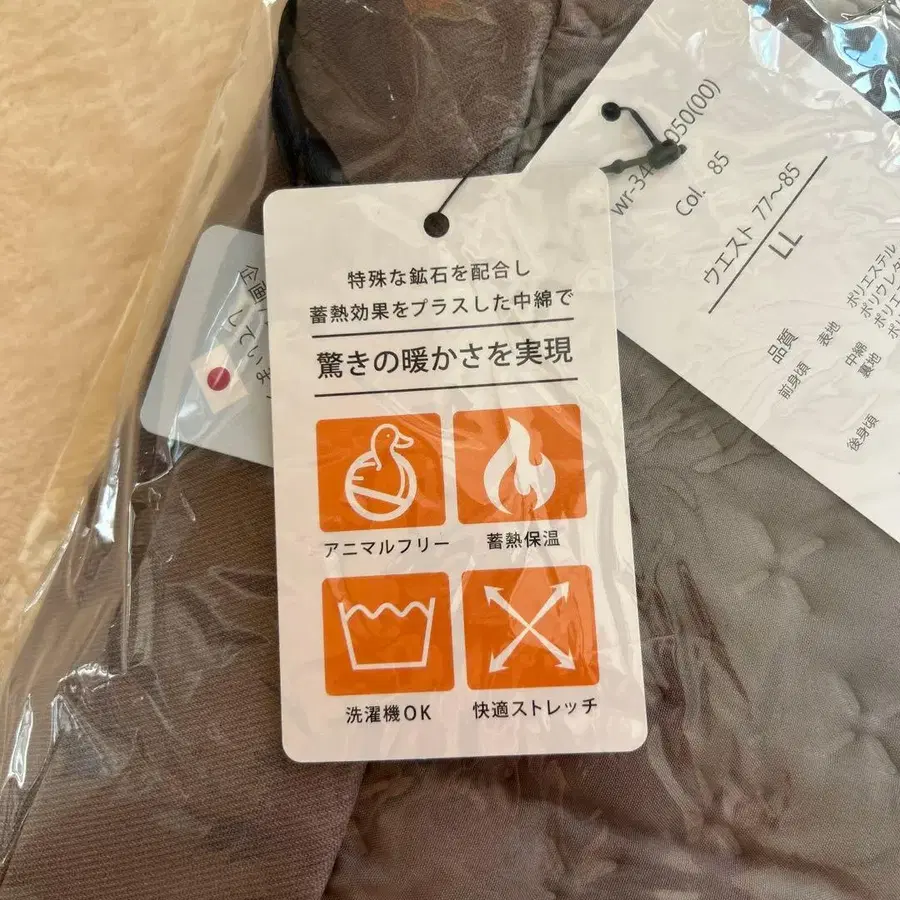 特殊な鉱石を配合し
蓄熱効果をプラスした中綿で
驚きの暖かさを実現
アニマルフリー
蓄熱保温
洗濯機OK
快適ストレッチ
050(00)
Col. 85
ウエスト 77〜85
LL
品質
前身頃 表地
中綿
裏地
後身頃
ポリエステル
企画